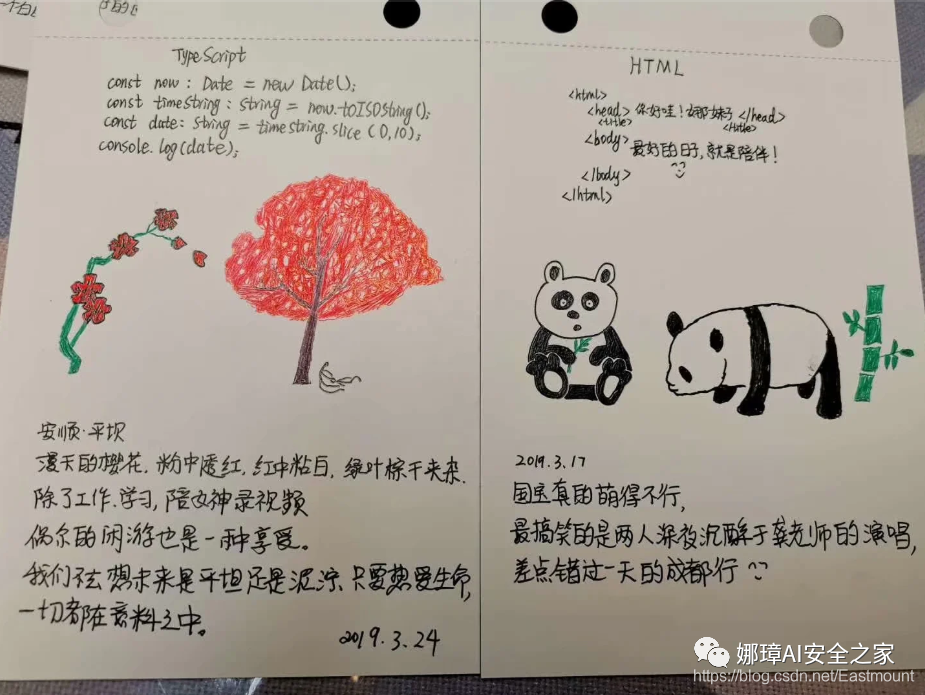 TypeScript
const now : Date = new Date();
const timeString : string = now.toISOString();
const date : string = timeString.slice (0,10);
console.log(date);
安顺·平坝
漫天的樱花,粉中透红,红中粘白,绿叶棕干夹杂.
除了工作、学习,陪女神录视频
偶尔的闲游也是一种享受。
我们不去想未来是平坦还是泥泞.只要热爱生命,
一切都在意料之中。
2019.3.24
HTML
<html>
<head> 你好哇!娜妹子 </head>
<title> <title>
<body> 最好的日子,就是陪伴!
</body>
</html>
2019.3.17
国宝真的萌得不行,
最搞笑的是两人深夜沉醉于龚老师的演唱,
差点错过一天的成都行
娜璋AI安全之家
https://blog.csdn.net/Eastmount